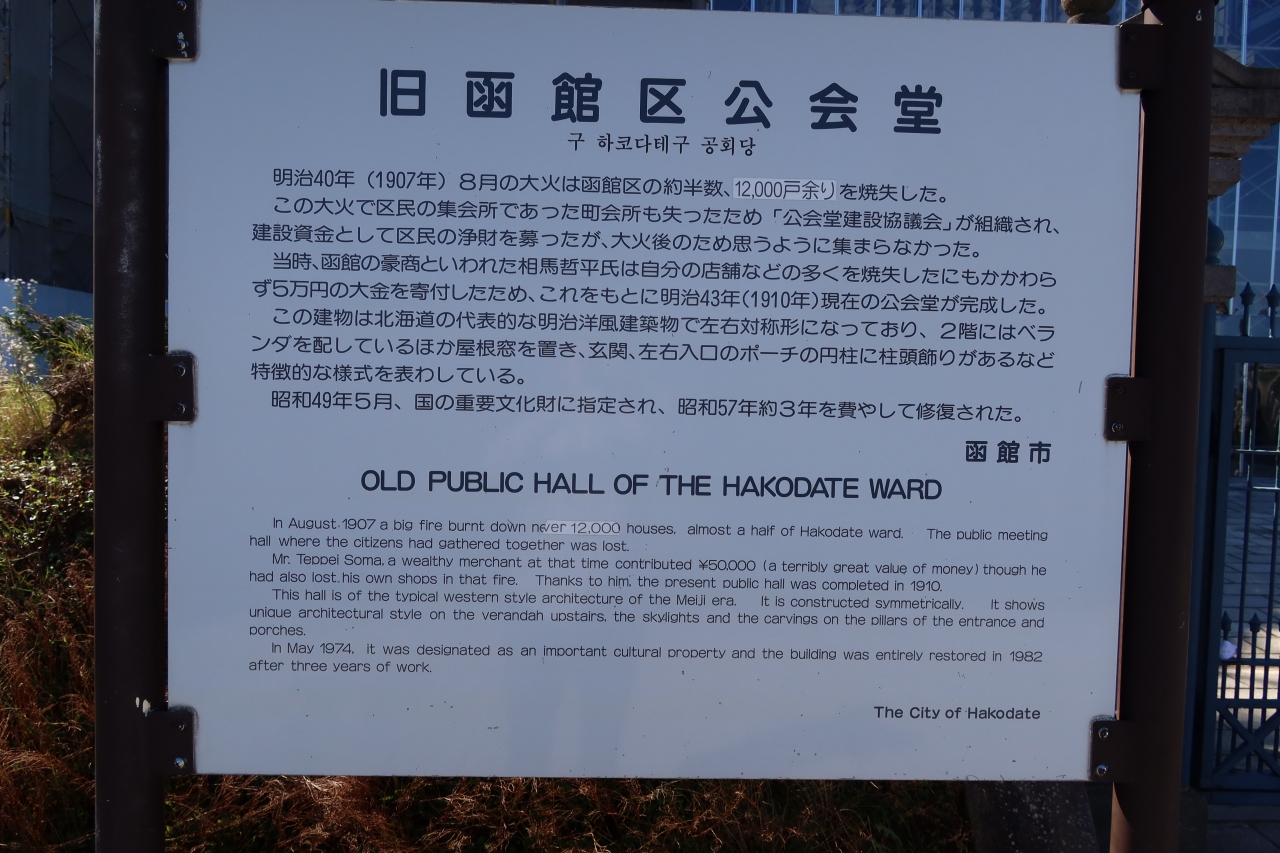 旧函館区公会堂
구 하코다테구 공회당
明治40年（1907年）８月の大火は函館区の約半数、12,000戸余りを焼失した。
この大火で区民の集会所であった町会所も失ったため「公会堂建設協議会」が組織され、
建設資金として区民の浄財を募ったが、大火後のため思うように集まらなかった。
当時、函館の豪商といわれた相馬哲平氏は自分の店舗などの多くを焼失したにもかかわら
ず５万円の大金を寄付したため、これをもとに明治43年（1910年）現在の公会堂が完成した。
この建物は北海道の代表的な明治洋風建築物で左右対称形になっており、２階にはベラ
ンダを配しているほか屋根窓を置き、玄関、左右入口のポーチの円柱に柱頭飾りがあるなど
特徴的な様式を表わしている。
昭和49年５月、国の重要文化財に指定され、昭和57年約３年を費やして修復された。
函館市
OLD PUBLIC HALL OF THE HAKODATE WARD
In August 1907 a big fire burnt down never 12,000 houses, almost a half of Hakodate ward. The public meeting
hall where the citizens had gathered together was lost.
Mr. Teppei Soma, a wealthy merchant at that time contributed ¥50,000 (a terribly great value of money) though he
had also lost his own shops in that fire. Thanks to him, the present public hall was completed in 1910.
This hall is of the typical western style architecture of the Meiji era. It is constructed symmetrically. It shows
unique architectural style on the verandah upstairs, the skylights and the carvings on the pillars of the entrance and
porches.
In May 1974, it was designated as an important cultural property and the building was entirely restored in 1982
after three years of work.
The City of Hakodate